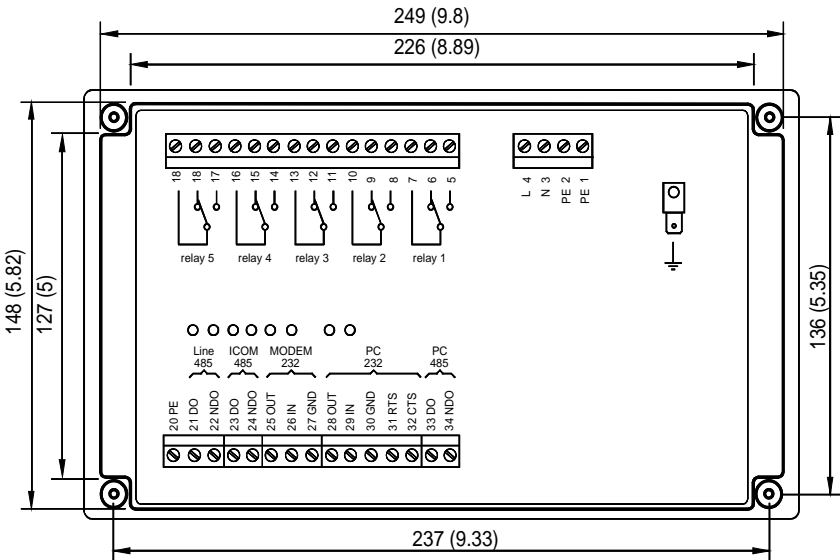 249 (9.8)
226 (8.89)
18 18 17 16 15 14 13 12 11 10 9 8 7 6 5
L 4
N 3
PE 2
PE 1
relay 5 relay 4 relay 3 relay 2 relay 1
148 (5.82)
127 (5)
136 (5.35)
Line ICOM MODEM PC PC
485 485 232 232 485
20 PE
21 DO
22 NDO
23 DO
24 NDO
25 OUT
26 IN
27 GND
28 OUT
29 IN
30 GND
31 RTS
32 CTS
33 DO
34 NDO
237 (9.33)